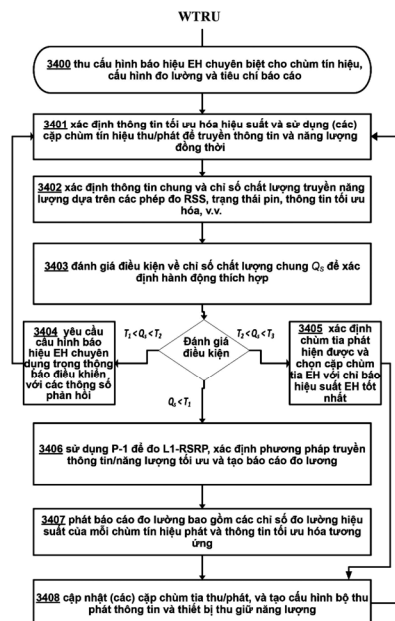 WTRU
3400 thu cấu hình báo hiệu EH chuyên biệt cho chùm tín hiệu,
cấu hình đo lường và tiêu chí báo cáo
3401 xác định thông tin tối ưu hóa hiệu suất và sử dụng (các)
cặp chùm tín hiệu thu/phát để truyền thông tin và năng lượng
đồng thời
3402 xác định thông tin chung và chỉ số chất lượng truyền năng
lượng dựa trên các phép đo RSS, trạng thái pin, thông tin tối ưu
hóa, v.v.
3403 đánh giá điều kiện về chỉ số chất lượng chung Qs để xác
định hành động thích hợp
3404 yêu cầu
cấu hình báo
hiệu EH chuyên
dụng trong thông
báo điều khiển,
với các thông số
phản hồi
T1<Qs<T2
Đánh giá
điều kiện
T2<Qs<T3
3405 xác định
chùm tia phát
hiện được và
chọn cặp chùm
tia EH với chỉ báo
hiệu suất EH tốt
nhất
Qs<T1
3406 sử dụng P-1 để đo L1-RSRP, xác định phương pháp truyền
thông tin/năng lượng tối ưu và tạo báo cáo đo lương
3407 phát báo cáo đo lường bao gồm các chỉ số đo lường hiệu
suất của mỗi chùm tín hiệu phát và thông tin tối ưu hóa tương
ứng
3408 cập nhật (các) cặp chùm tia thu/phát, và tạo cấu hình bộ thu
phát thông tin và thiết bị thu giữ năng lượng